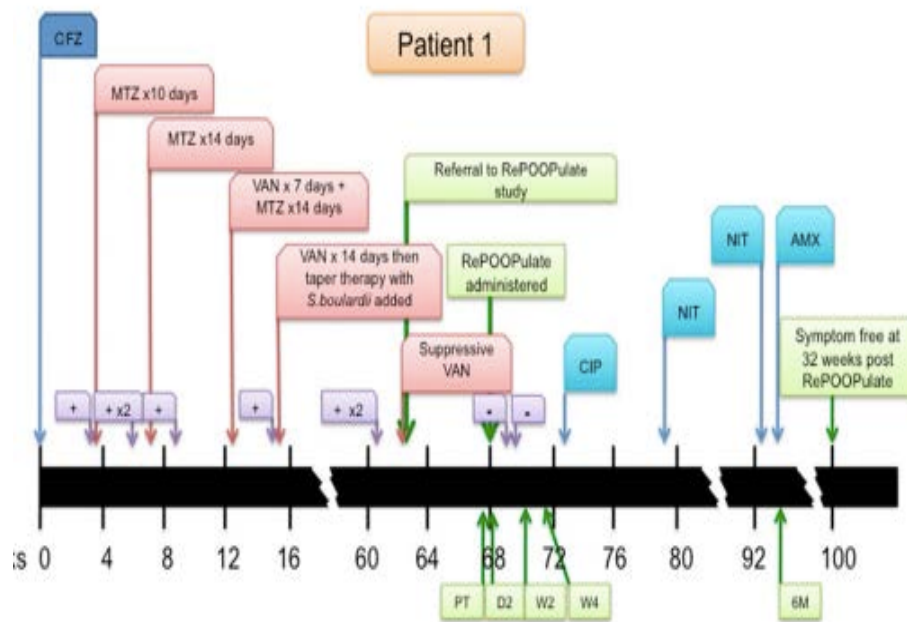 CFZ
Patient 1
MTZ x10 days
MTZ x14 days
VAN x 7 days +
MTZ x14 days
Referral to RePOOPulate
study
VAN x 14 days then
taper therapy with
S.boulardii added
RePOOPulate
administered
NIT
AMX
NIT
Suppressive
VAN
CIP
Symptom free at
32 weeks post
RePOOPulate
+
+ x2
+
+
+ x2
0 4 8 12 16 60 64 68 72 76 80 92 100
PT D2 W2 W4 6M